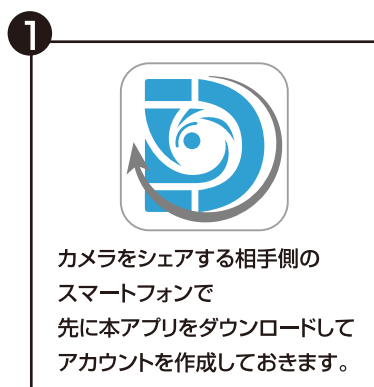 1
カメラをシェアする相手側の
スマートフォンで
先に本アプリをダウンロードして
アカウントを作成しておきます。